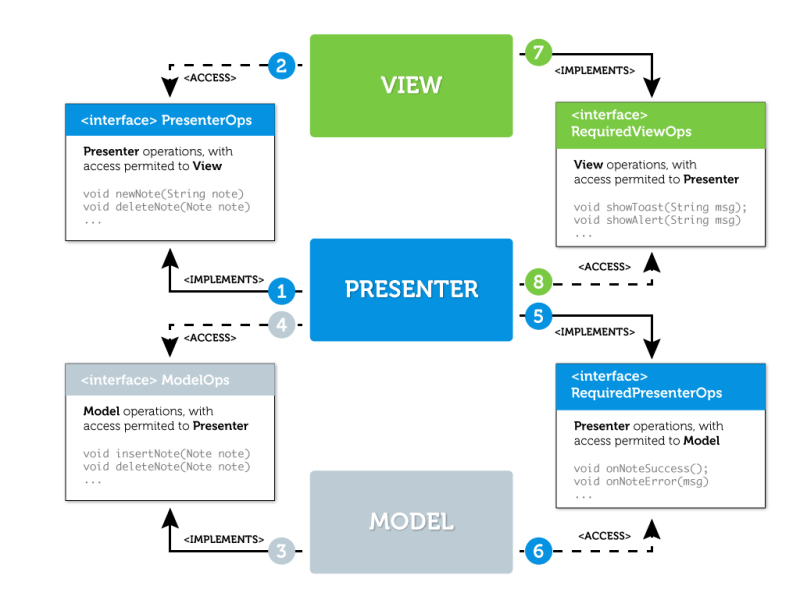 2
<ACCESS>
VIEW
7
<IMPLEMENTS>
<interface> PresenterOps
Presenter operations, with
access permited to View
void newNote(String note)
void deleteNote(Note note)
...
<interface>
RequiredViewOps
View operations, with
access permited to Presenter
void showToast(String msg);
void showAlert(String msg)
...
<IMPLEMENTS>
1
PRESENTER
<ACCESS>
8
4
<ACCESS>
5
<IMPLEMENTS>
<interface> ModelOps
Model operations, with
access permited to Presenter
void insertNote(Note note)
void deleteNote(Note note)
...
<interface>
RequiredPresenterOps
Presenter operations, with
access permited to Model
void onNoteSuccess();
void onNoteError(msg)
...
<IMPLEMENTS>
3
MODEL
6
<ACCESS>